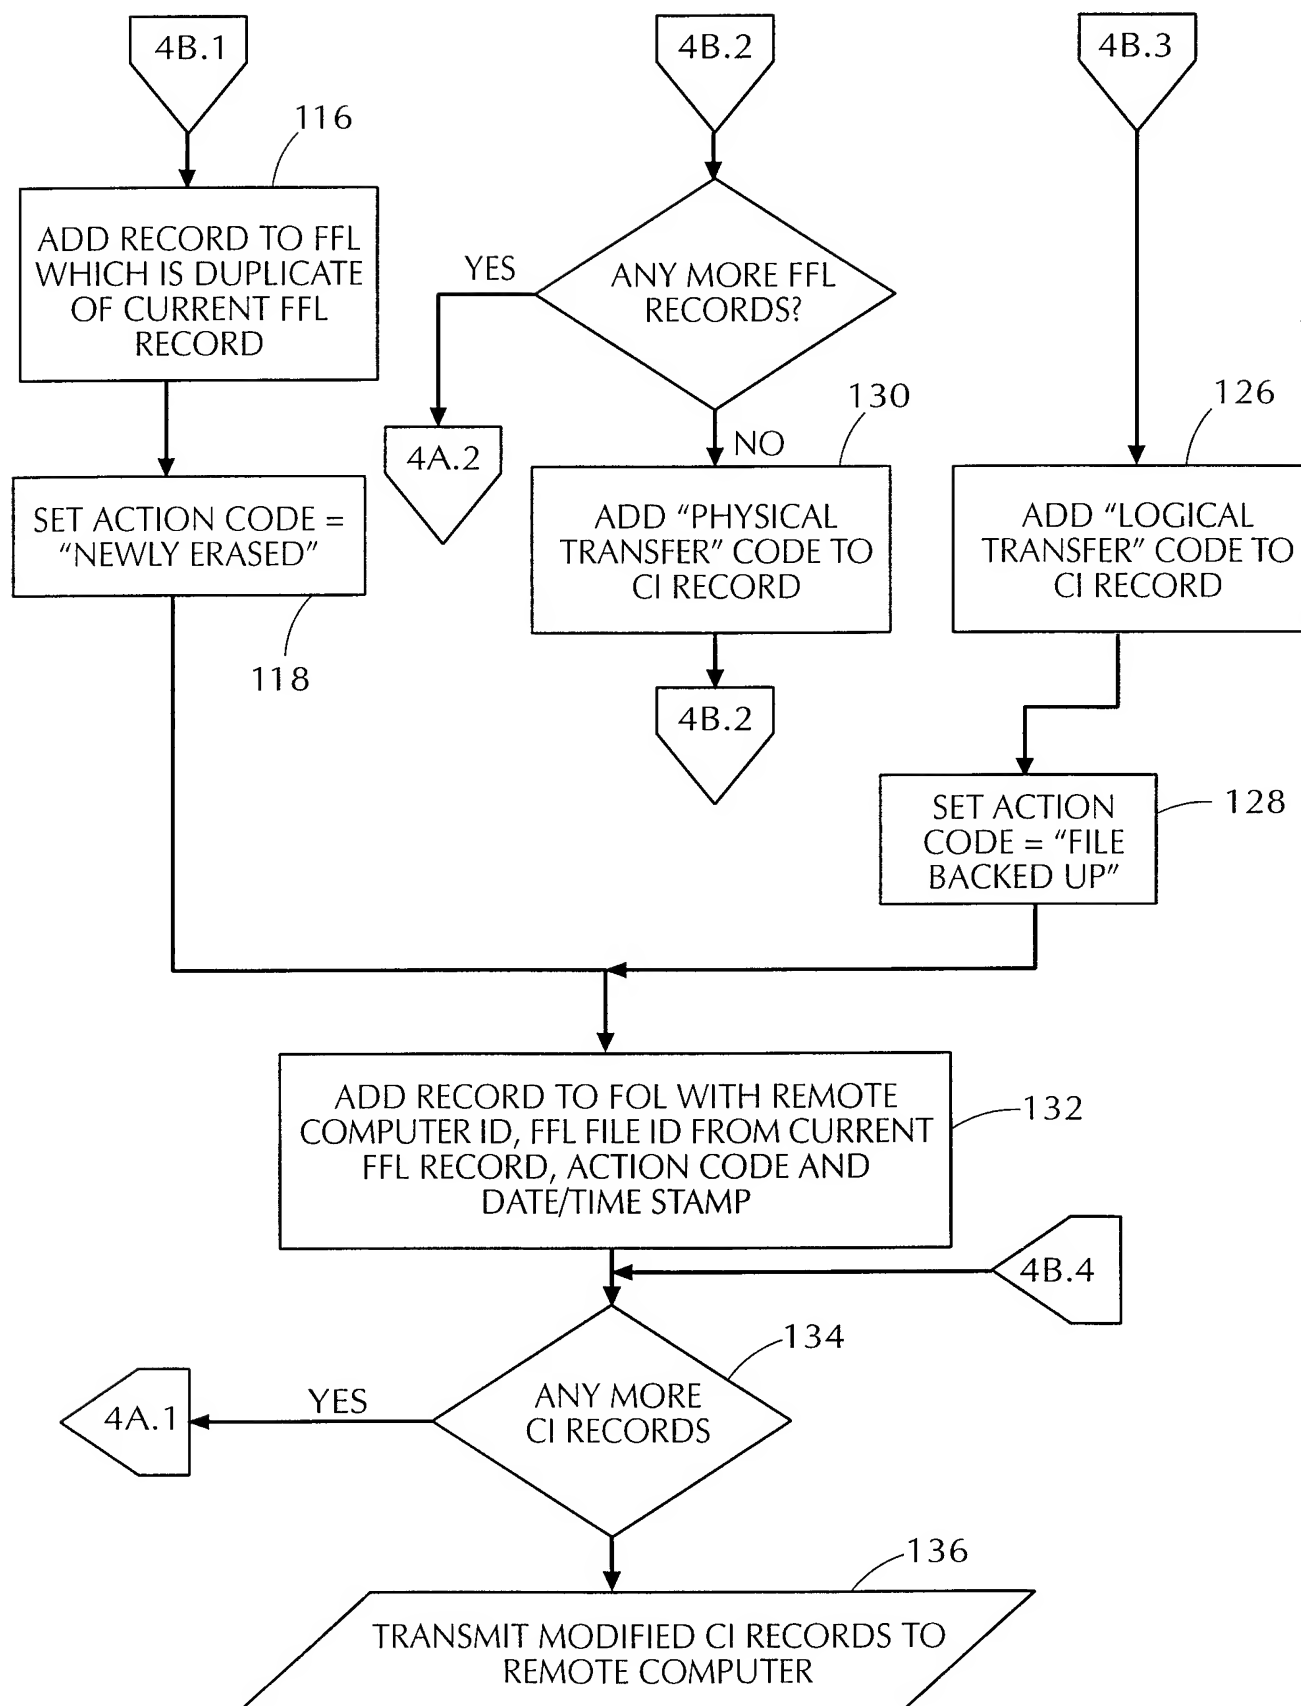 4B.1
4B.2
4B.3
116
ADD RECORD TO FFL
WHICH IS DUPLICATE
OF CURRENT FFL
RECORD
YES
ANY MORE FFL
RECORDS?
130
126
4A.2
NO
SET ACTION CODE =
"NEWLY ERASED"
118
ADD "PHYSICAL
TRANSFER" CODE TO
CI RECORD
ADD "LOGICAL
TRANSFER" CODE TO
CI RECORD
4B.2
SET ACTION
CODE = "FILE
BACKED UP"
128
ADD RECORD TO FOL WITH REMOTE
COMPUTER ID, FFL FILE ID FROM CURRENT
FFL RECORD, ACTION CODE AND
DATE/TIME STAMP
132
4B.4
134
4A.1
YES
ANY MORE
CI RECORDS
136
TRANSMIT MODIFIED CI RECORDS TO
REMOTE COMPUTER